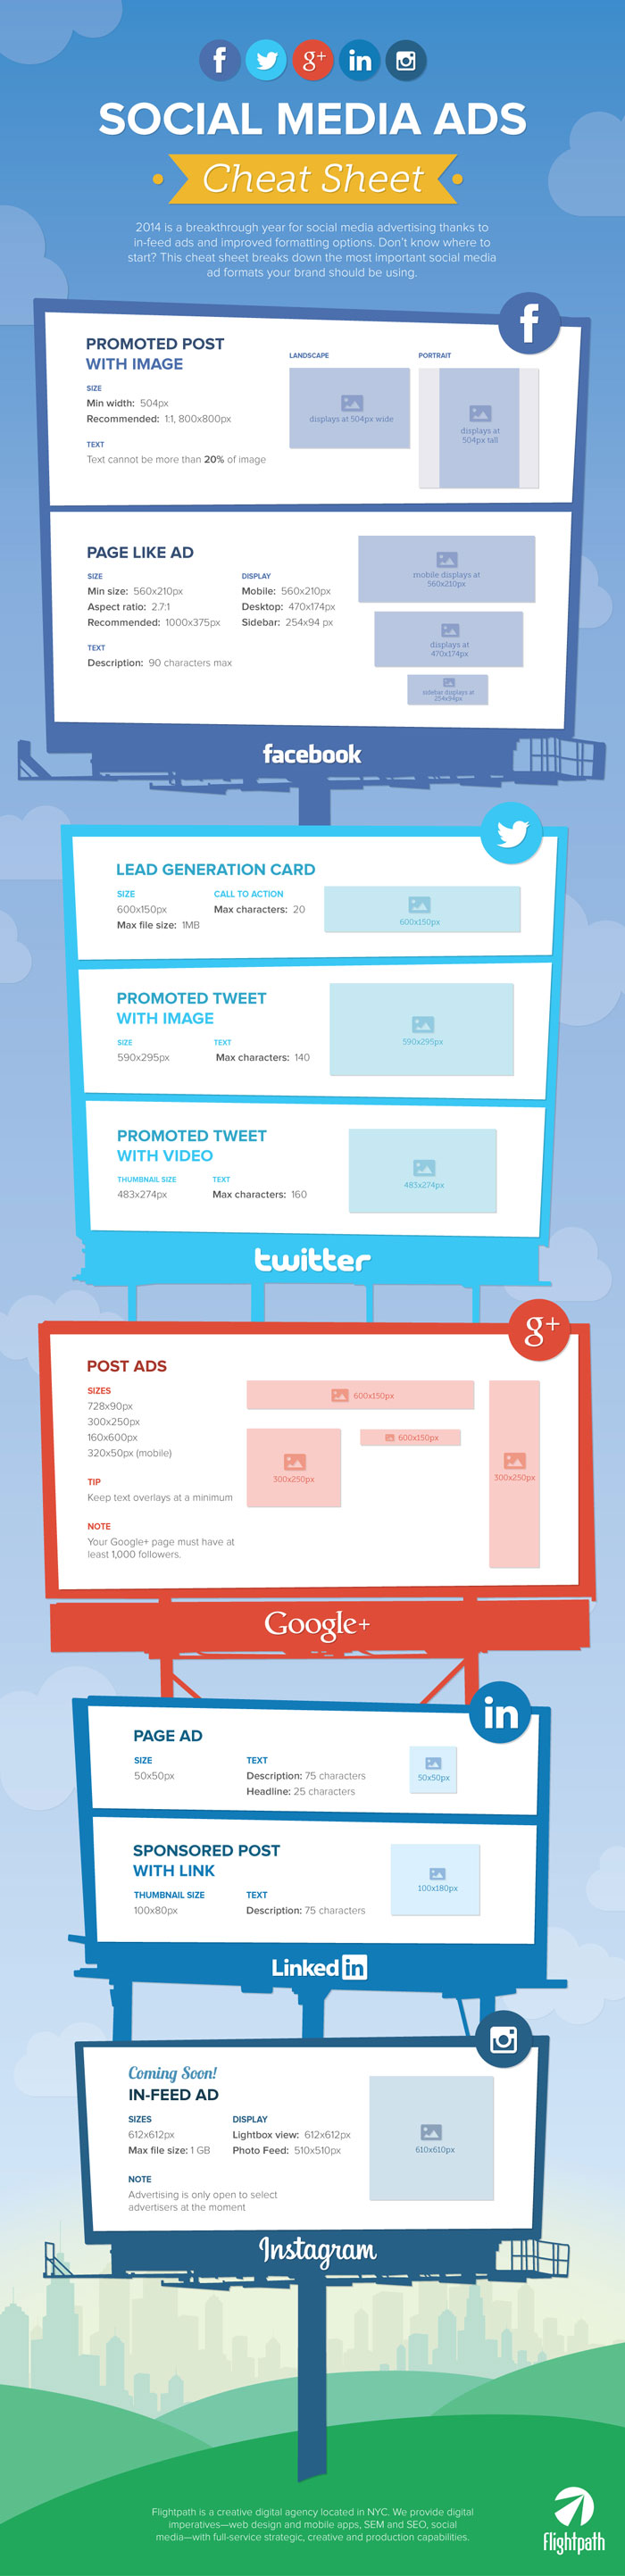 f g+ in
SOCIAL MEDIA ADS
Cheat Sheet
2014 is a breakthrough year for social media advertising thanks to
in-feed ads and improved formatting options. Don't know where to
start? This cheat sheet breaks down the most important social media
ad formats your brand should be using.
f
PROMOTED POST
WITH IMAGE
SIZE
Min width: 504px
Recommended: 1:1, 800x800px
TEXT
Text cannot be more than 20% of image
LANDSCAPE
displays at 504px wide
PORTRAIT
displays at
504px tall
PAGE LIKE AD
SIZE
Min size: 560x210px
Aspect ratio: 2.7:1
Recommended: 1000x375px
DISPLAY
Mobile: 560x210px
Desktop: 470x174px
Sidebar: 254x94 px
TEXT
Description: 90 characters max
mobile displays at
560x210px
displays at
470x174px
sidebar displays at
254x94px
facebook
LEAD GENERATION CARD
SIZE
600x150px
Max file size: 1MB
CALL TO ACTION
Max characters: 20
600x150px
PROMOTED TWEET
WITH IMAGE
SIZE
590x295px
TEXT
Max characters: 140
590x295px
PROMOTED TWEET
WITH VIDEO
THUMBNAIL SIZE
483x274px
TEXT
Max characters: 160
483x274px
twitter
g+
POST ADS
SIZES
728x90px
300x250px
160x600px
320x50px (mobile)
TIP
Keep text overlays at a minimum
NOTE
Your Google+ page must have at
least 1,000 followers.
600x150px
300x250px
600x150px
300x250px
Google+
in
PAGE AD
SIZE
50x50px
TEXT
Description: 75 characters
Headline: 25 characters
50x50px
SPONSORED POST
WITH LINK
THUMBNAIL SIZE
100x80px
TEXT
Description: 75 characters
100x180px
Linked in
Coming Soon!
IN-FEED AD
SIZES
612x612px
Max file size: 1 GB
DISPLAY
Lightbox view: 612x612px
Photo Feed: 510x510px
NOTE
Advertising is only open to select
advertisers at the moment
610x610px
Instagram
Flightpath is a creative digital agency located in NYC. We provide digital
imperatives—web design and mobile apps, SEM and SEO, social
media—with full-service strategic, creative and production capabilities.
flightpath